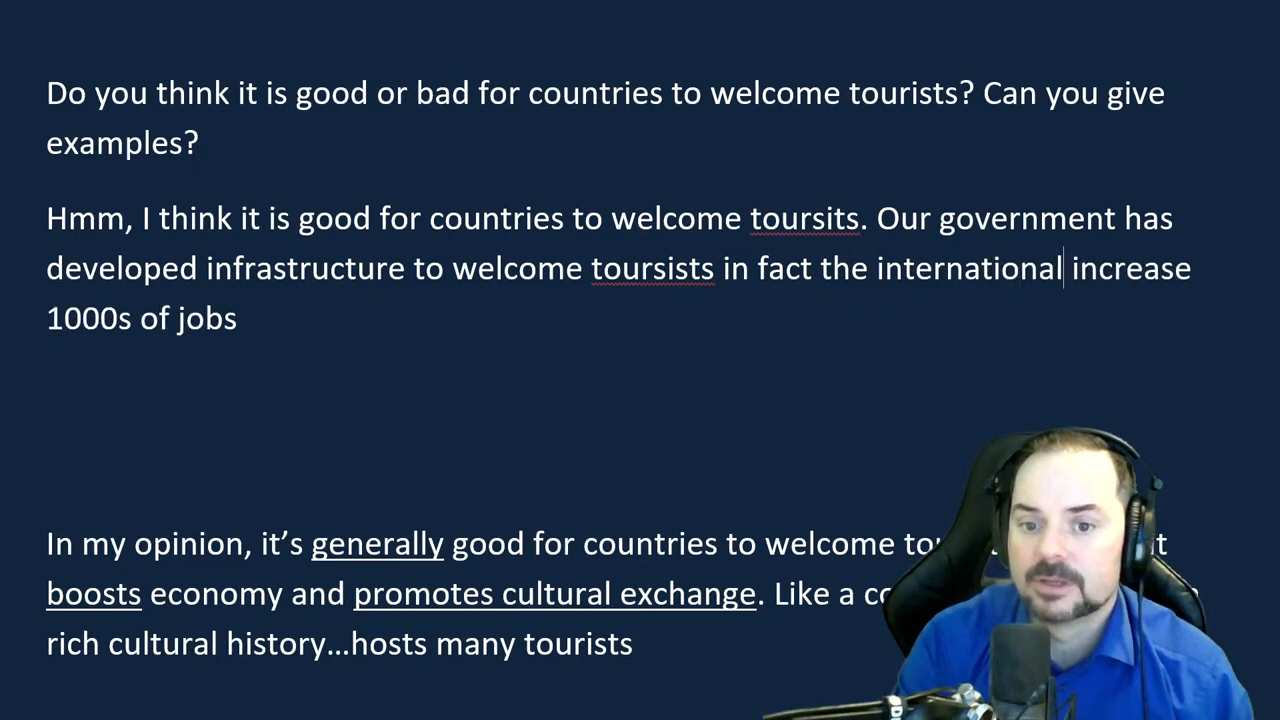 Do you think it is good or bad for countries to welcome tourists? Can you give
examples?
Hmm, I think it is good for countries to welcome toursits. Our government has
developed infrastructure to welcome toursists in fact the international increase
1000s of jobs
In my opinion, it’s generally good for countries to welcome
boosts economy and promotes cultural exchange. Like a
rich cultural history…hosts many tourists